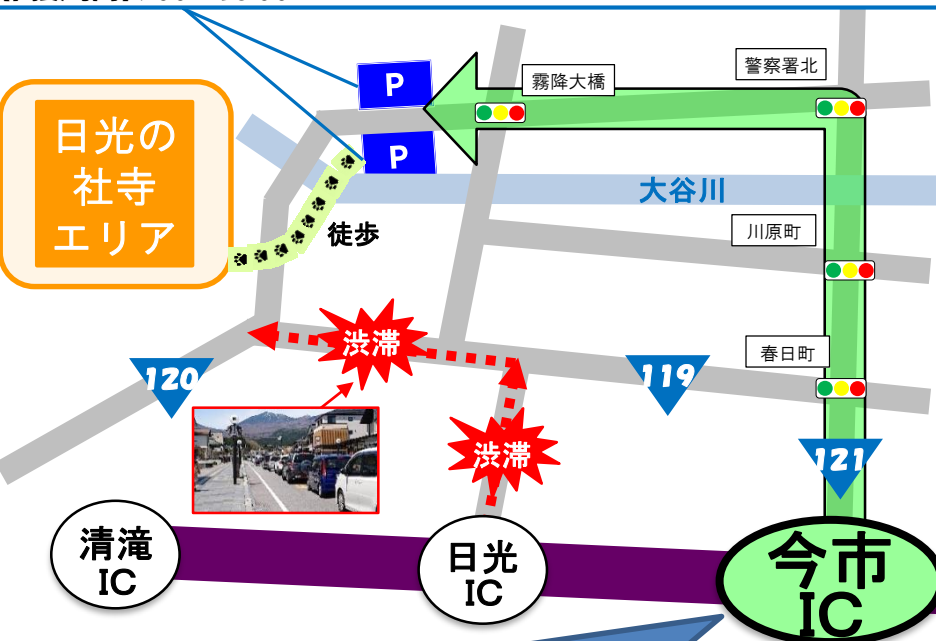 P
霧降大橋
警察署北
P
日光の
社寺
エリア
大谷川
徒歩
川原町
渋滞
春日町
120
119
渋滞
121
清滝
IC
日光
IC
今市
IC